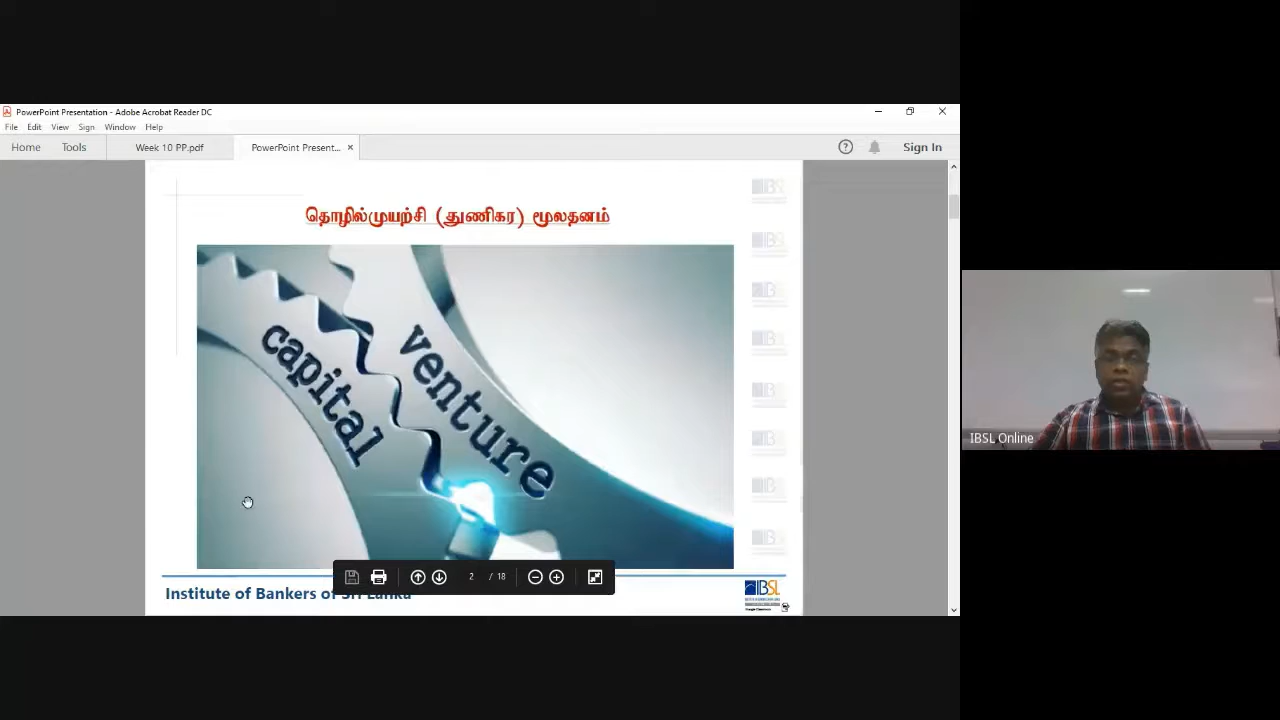 PowerPoint Presentation - Adobe Acrobat Reader DC
File Edit View Sign Window Help
Home Tools Week 10 PP.pdf PowerPoint Present... Sign In
தொழில்முயற்சி (துணிகர) மூலதனம்
capital
venture
2 / 18
Institute of Bankers of Sri Lanka
IBSL
IBSL Online